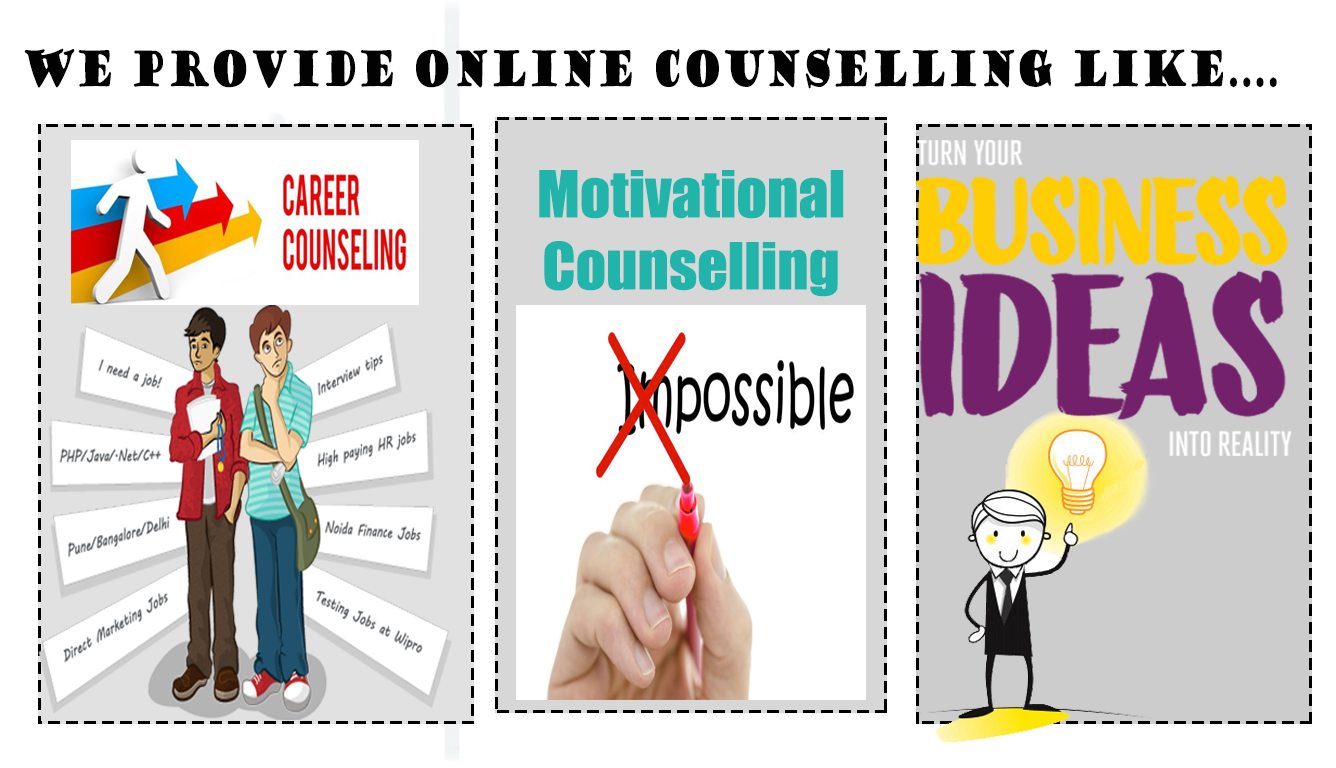 WE PROVIDE ONLINE COUNSELLING LIKE....
CAREER
COUNSELING
I need a job!
PHP/Java/·Net/C++
Pune/Bangalore/Delhi
Direct Marketing Jobs
Interview tips
High paying HR jobs
Noida Finance Jobs
Testing Jobs at Wipro
Motivational
Counselling
Impossible
TURN YOUR
BUSINESS
IDEAS
INTO REALITY